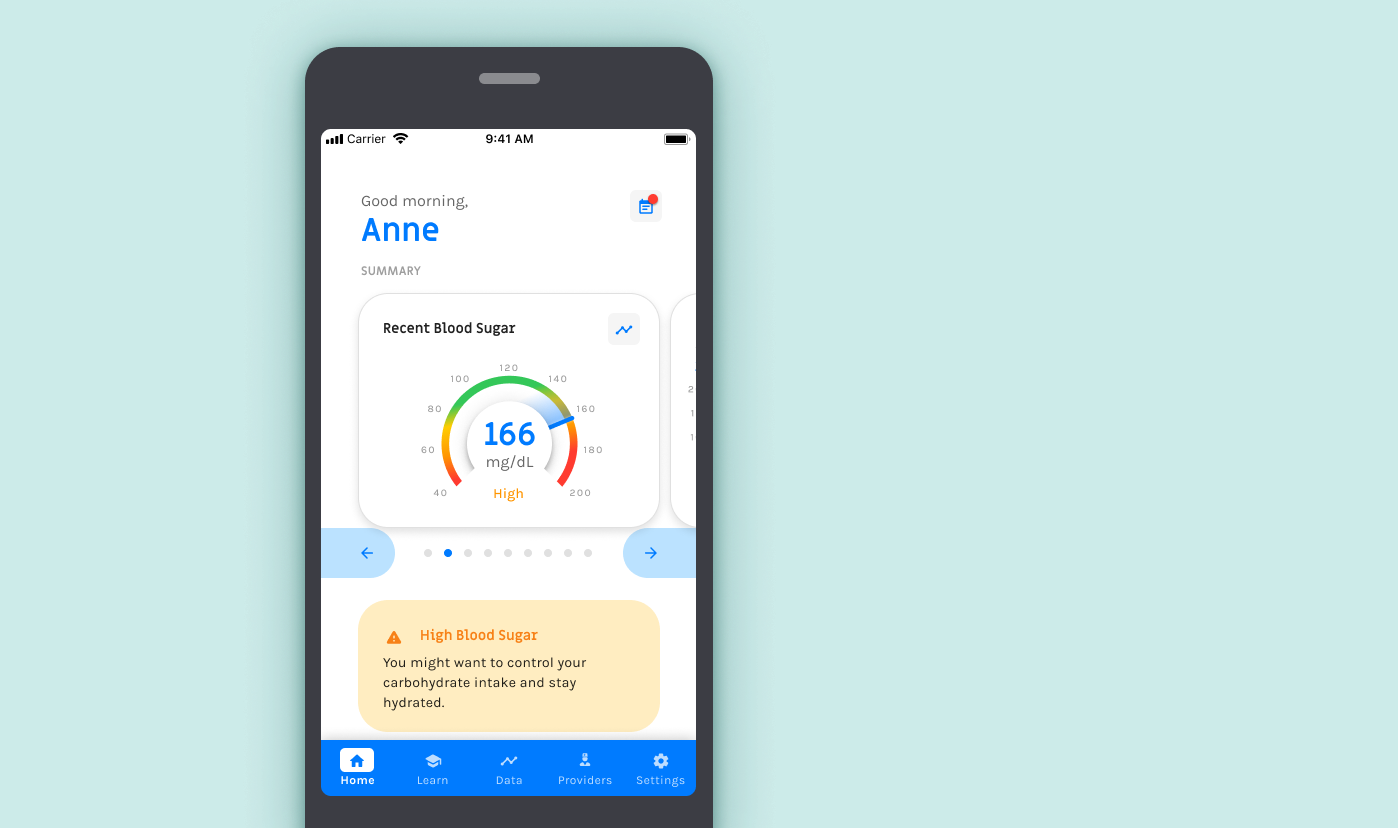 Carrier 9:41 AM
Good morning,
Anne
SUMMARY
Recent Blood Sugar
120
100 140
80 160
60 180
40 200
166
mg/dL
High
High Blood Sugar
You might want to control your
carbohydrate intake and stay
hydrated.
Home Learn Data Providers Settings